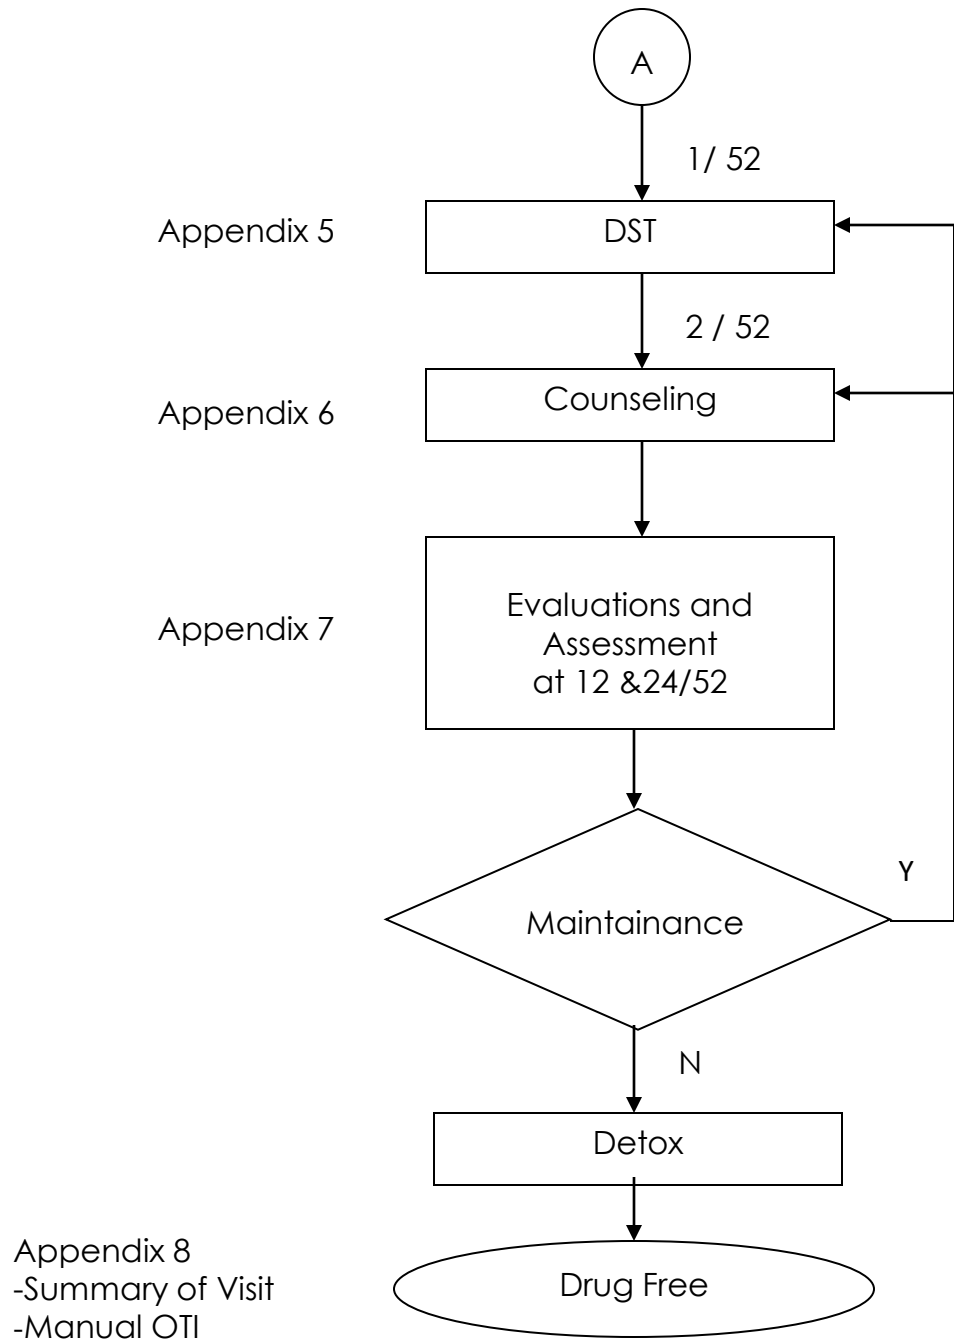 A
1/ 52
Appendix 5
DST
2 / 52
Counseling
Appendix 6
Evaluations and
Assessment
at 12 &24/52
Appendix 7
Y
Maintainance
N
Detox
Appendix 8
-Summary of Visit
-Manual OTI
Drug Free